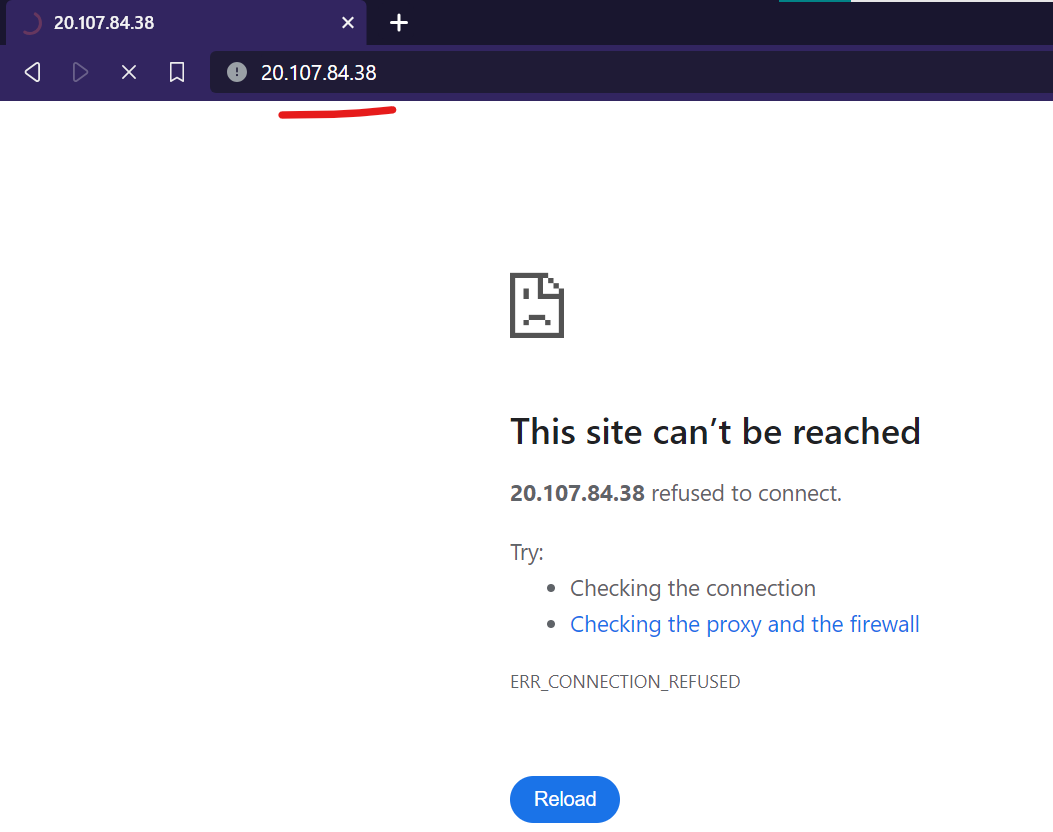 20.107.84.38
20.107.84.38
This site can’t be reached
20.107.84.38 refused to connect.
Try:
Checking the connection
Checking the proxy and the firewall
ERR_CONNECTION_REFUSED
Reload